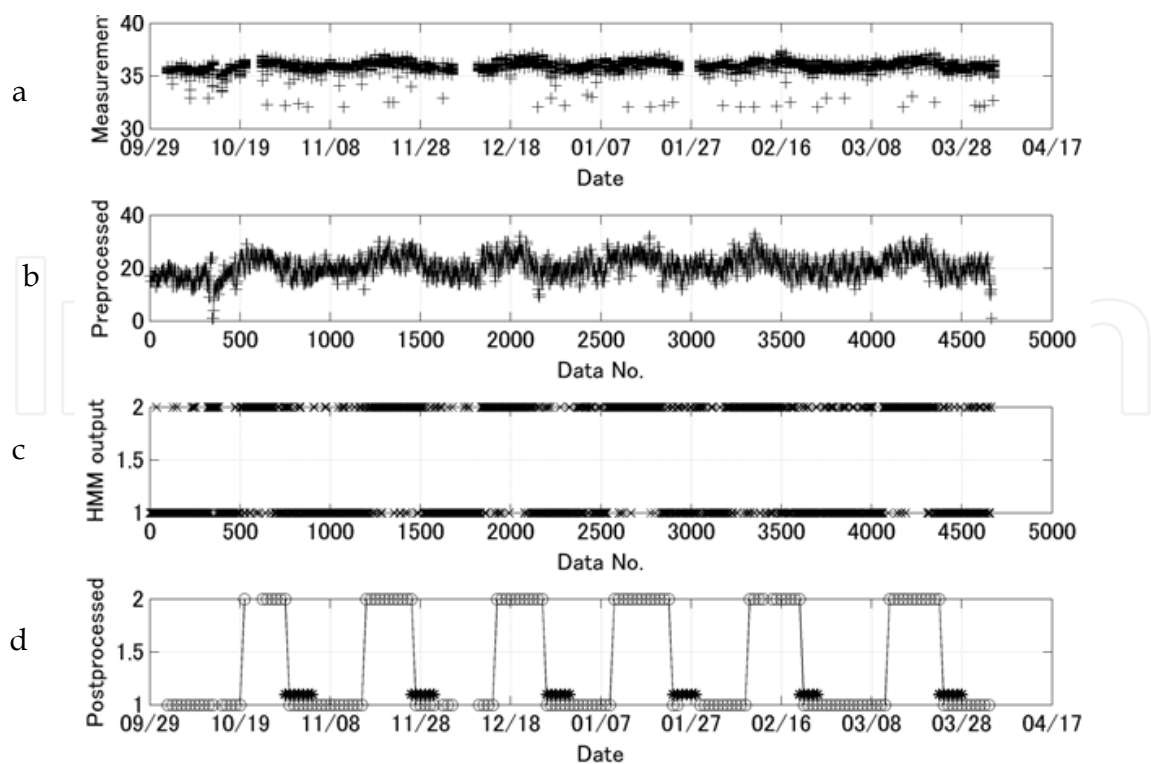 a
Measuremen
40
35
30
09/29 10/19 11/08 11/28 12/18 01/07 01/27 02/16 03/08 03/28 04/17
Date
b
Preprocessed
40
20
0
0 500 1000 1500 2000 2500 3000 3500 4000 4500 5000
Data No.
c
HMM output
2
1.5
1
0 500 1000 1500 2000 2500 3000 3500 4000 4500 5000
Data No.
d
Postprocessed
2
1.5
1
09/29 10/19 11/08 11/28 12/18 01/07 01/27 02/16 03/08 03/28 04/17
Date